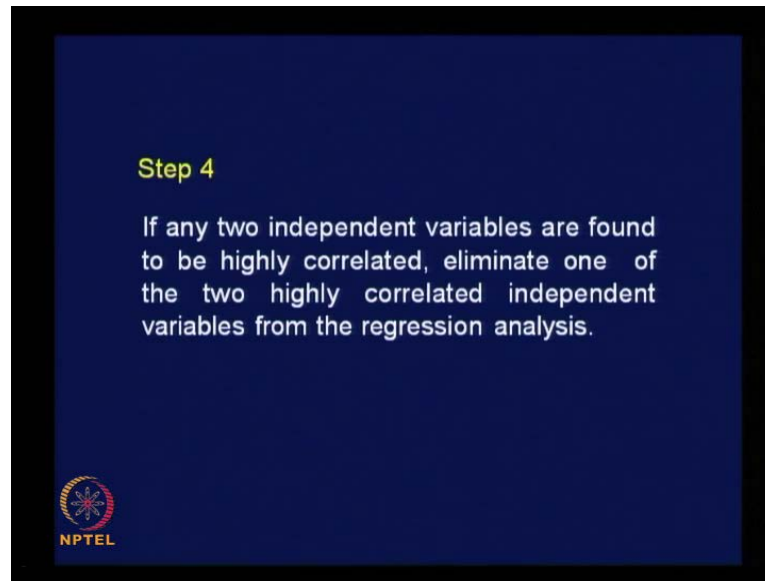 Step 4
If any two independent variables are found
to be highly correlated, eliminate one of
the two highly correlated independent
variables from the regression analysis.
NPTEL